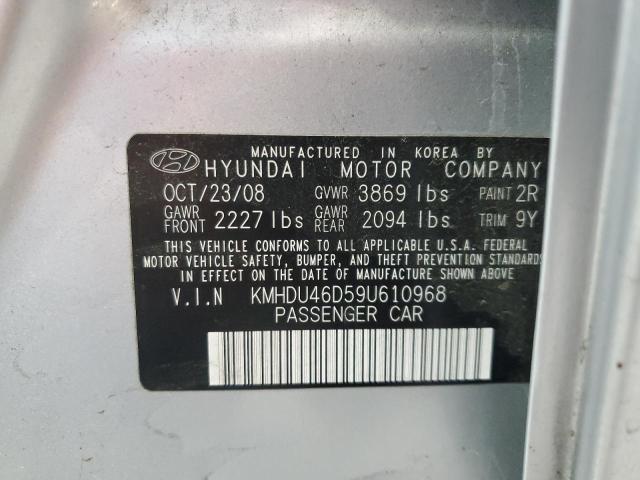 MANUFACTURED IN KOREA BY
HYUNDAI MOTOR COMPANY
OCT/23/08 GVWR 3869 lbs PAINT 2R
GAWR FRONT 2227 lbs GAWR REAR 2094 lbs TRIM 9Y
THIS VEHICLE CONFORMS TO ALL APPLICABLE U.S.A. FEDERAL
MOTOR VEHICLE SAFETY, BUMPER, AND THEFT PREVENTION STANDARDS
IN EFFECT ON THE DATE OF MANUFACTURE SHOWN ABOVE
V.I.N KMHDU46D59U610968
PASSENGER CAR